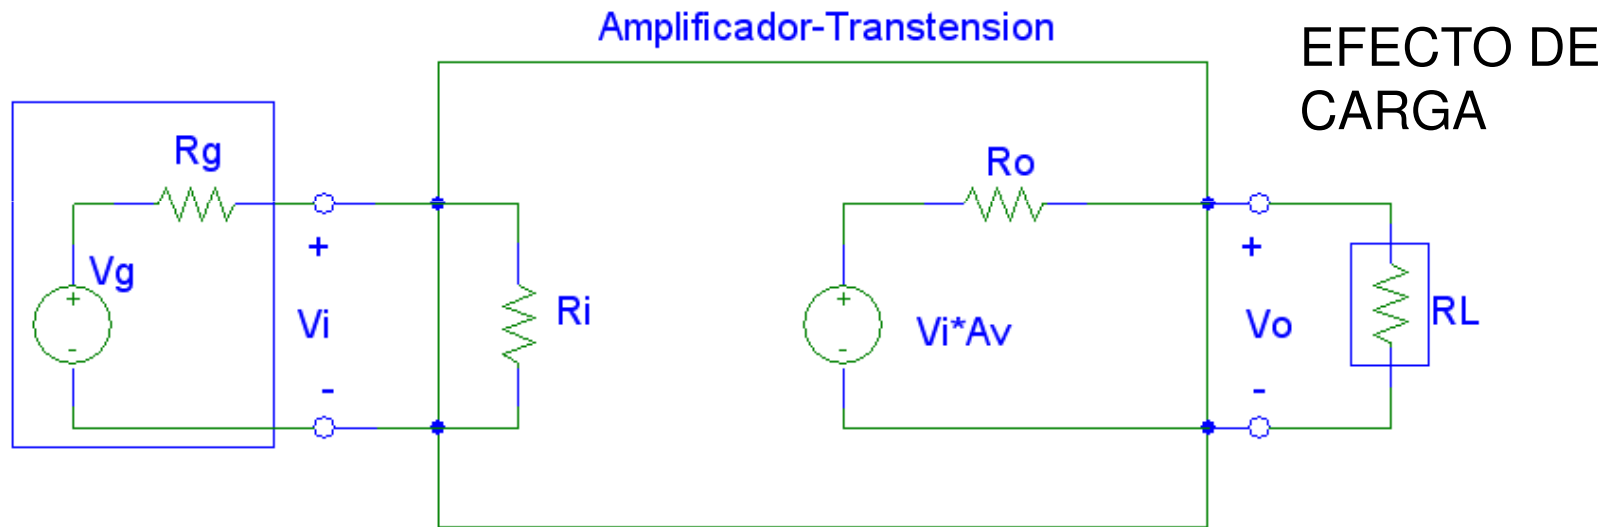 Amplificador-Transtension
EFECTO DE
CARGA
Rg
Ro
+
+
+
+
Vg
Vi
Ri
Vi*Av
Vo
RL
-
-
-
-